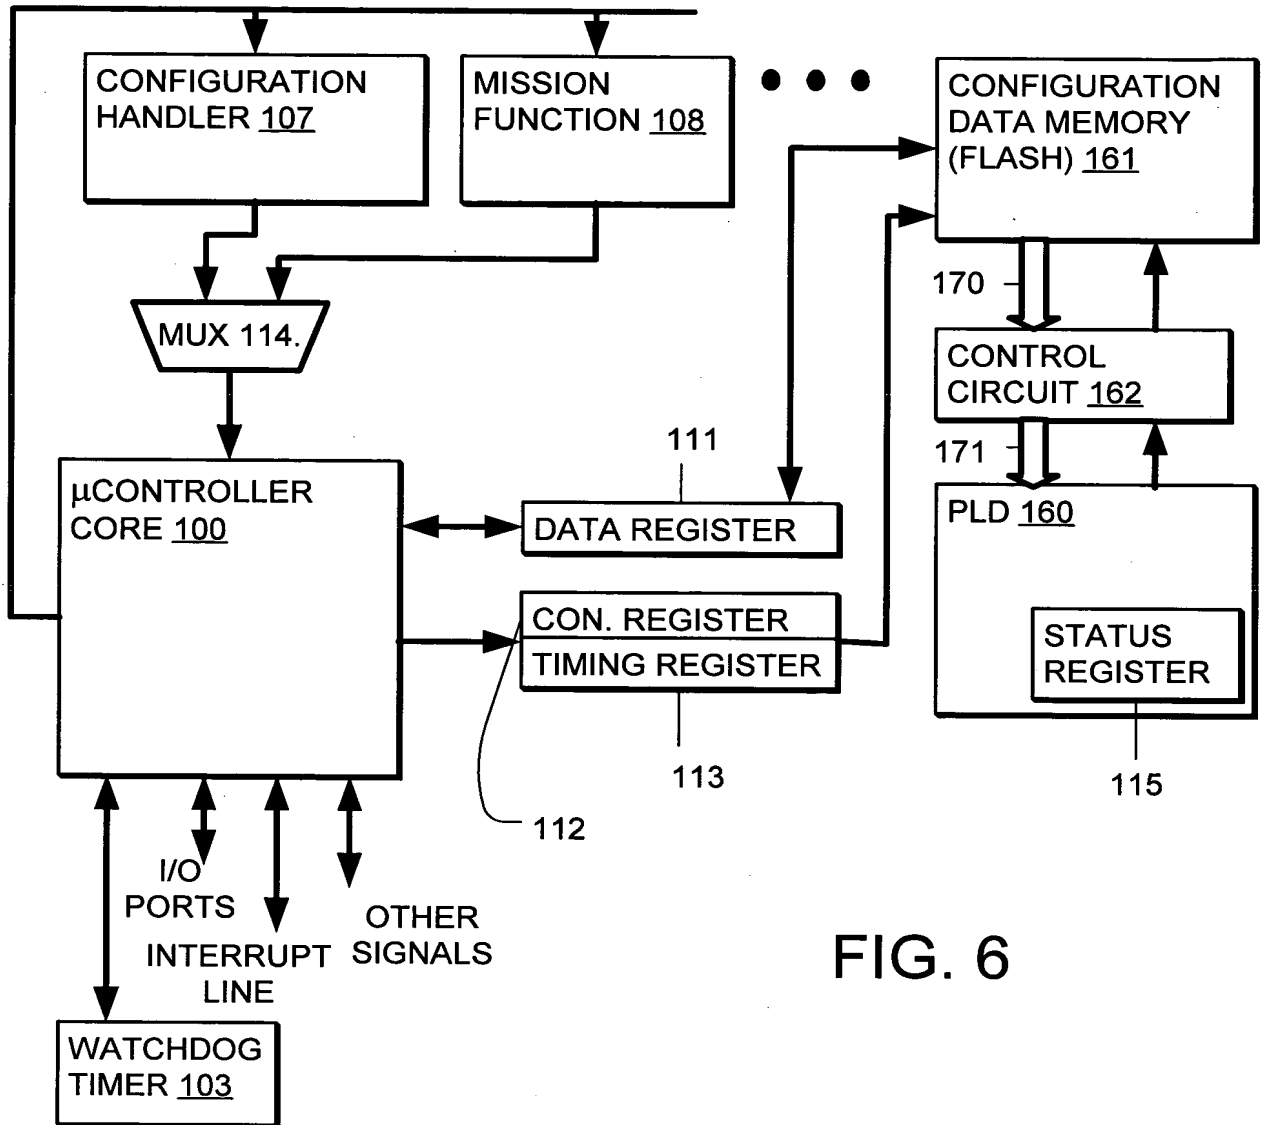 CONFIGURATION
HANDLER 107
MISSION
FUNCTION 108
CONFIGURATION
DATA MEMORY
(FLASH) 161
170
MUX 114.
CONTROL
CIRCUIT 162
171
111
µCONTROLLER
CORE 100
DATA REGISTER
PLD 160
CON. REGISTER
TIMING REGISTER
STATUS
REGISTER
113
115
112
I/O
PORTS
INTERRUPT
LINE
OTHER
SIGNALS
FIG. 6
WATCHDOG
TIMER 103